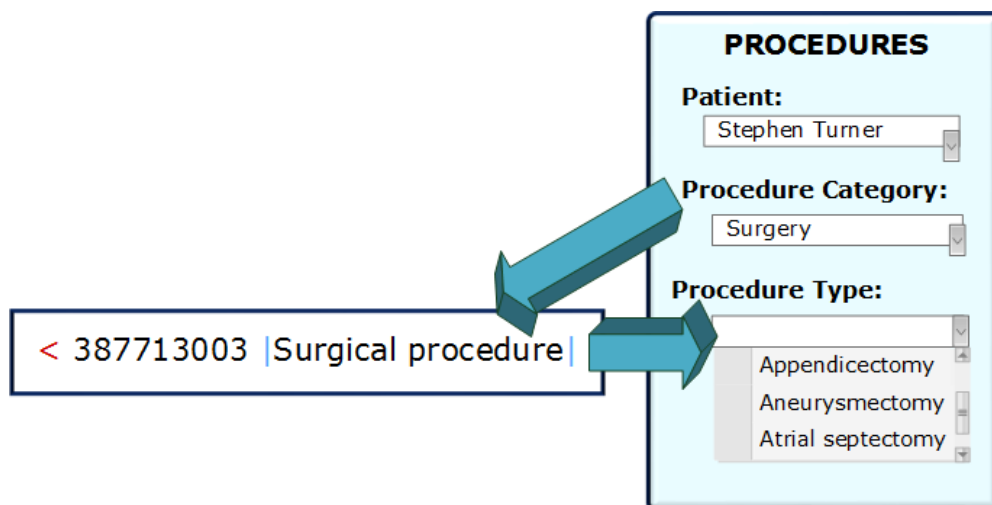 PROCEDURES
Patient:
Stephen Turner
Procedure Category:
Surgery
Procedure Type:
< 387713003 |Surgical procedure|
Appendicectomy
Aneurysmectomy
Atrial septectomy